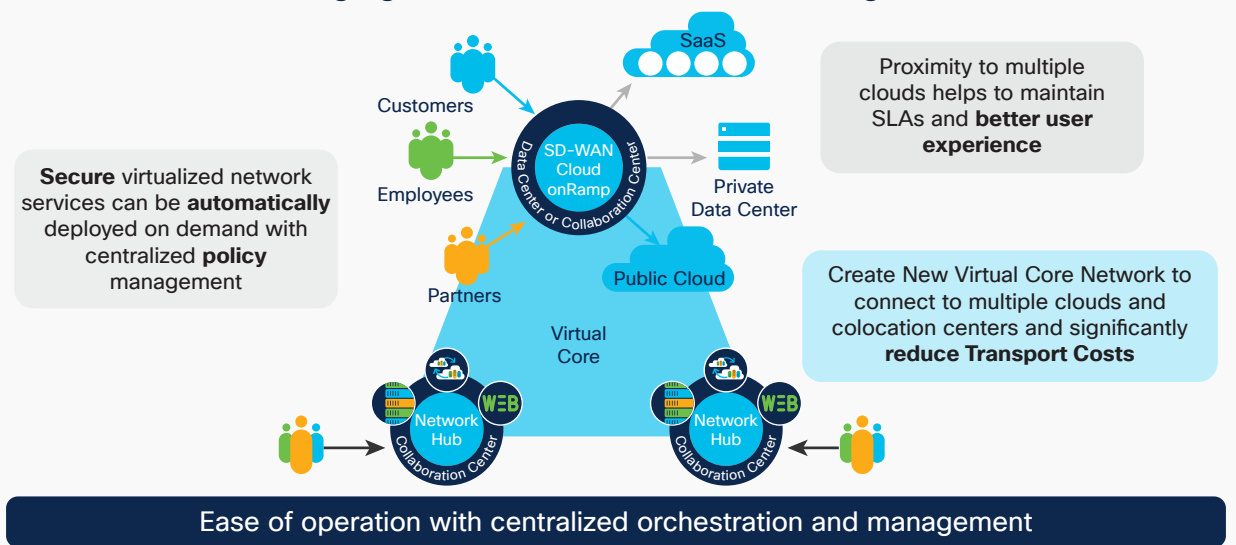 SaaS
Customers
Proximity to multiple
clouds helps to maintain
SLAs and better user
experience
Data Center or Collaboration Center
SD-WAN
Cloud
onRamp
Employees
Private
Data Center
Secure virtualized network
services can be automatically
deployed on demand with
centralized policy
management
Partners
Public Cloud
Create New Virtual Core Network to
connect to multiple clouds and
colocation centers and significantly
reduce Transport Costs
Virtual
Core
WEB
Network
Hub
Collaboration Center
WEB
Network
Hub
Collaboration Center
Ease of operation with centralized orchestration and management